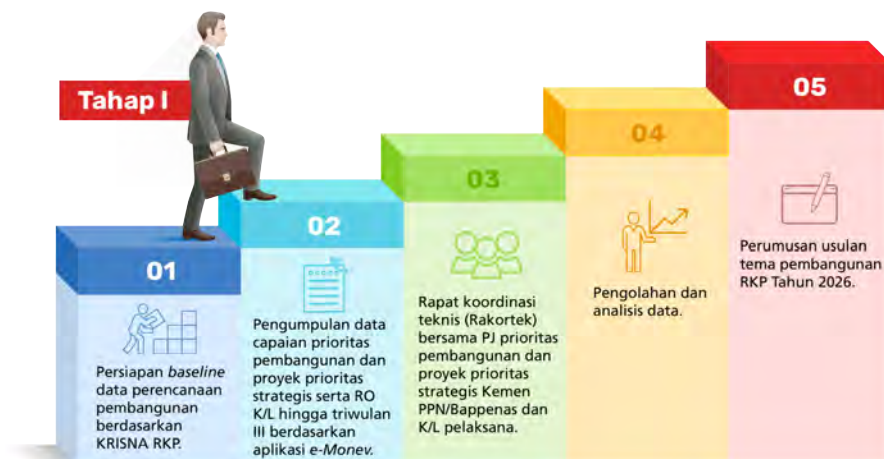 Tahap I
01
Persiapan baseline
data perencanaan
pembangunan
berdasarkan
KRISNA RKP.
02
Pengumpulan data
capaian prioritas
pembangunan dan
proyek prioritas
strategis serta RO
K/L hingga triwulan
III berdasarkan
aplikasi e-Monev.
03
Rapat koordinasi
teknis (Rakortek)
bersama PJ prioritas
pembangunan dan
proyek prioritas
strategis Kemen
PPN/Bappenas dan
K/L pelaksana.
04
Pengolahan dan
analisis data.
05
Perumusan usulan
tema pembangunan
RKP Tahun 2026.